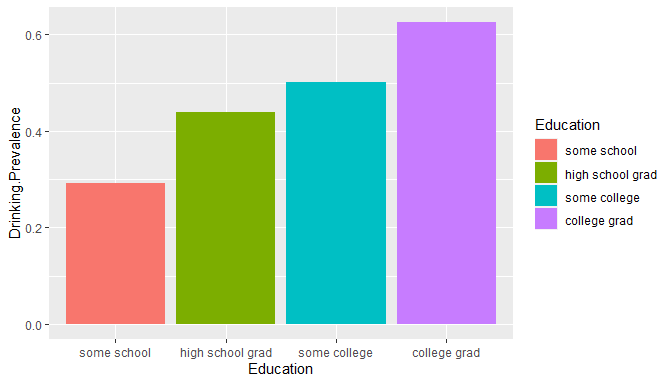 Drinking.Prevalence
0.6
0.4
0.2
0.0
some school
high school grad
some college
college grad
Education
Education
some school
high school grad
some college
college grad